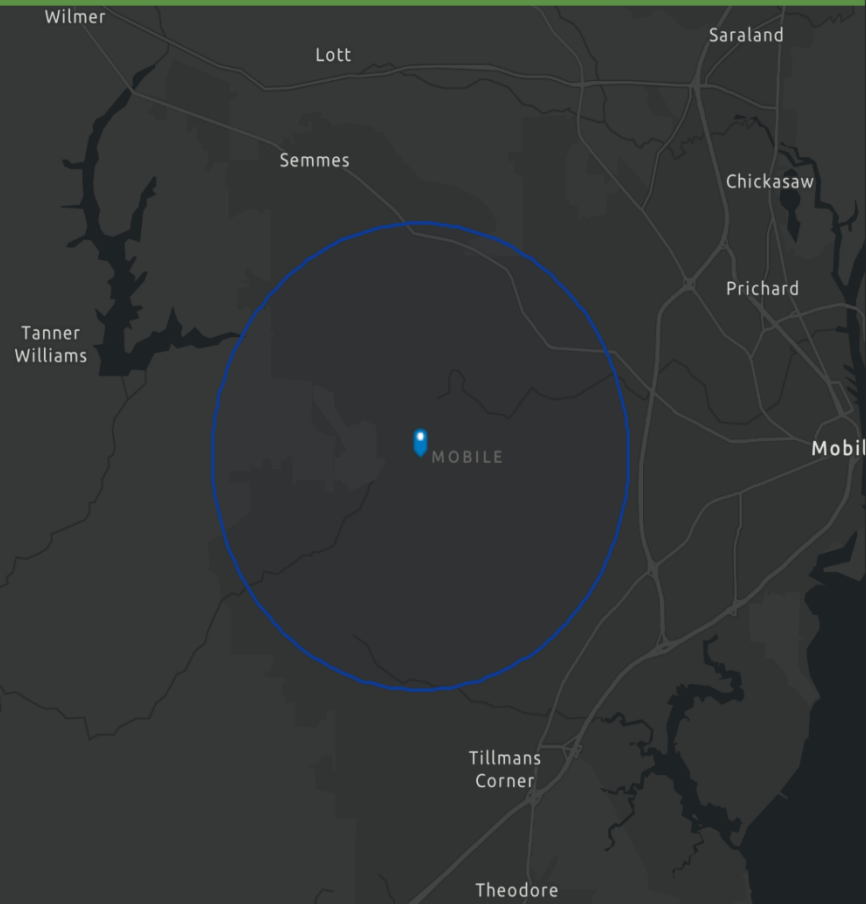 Wilmer
Saraland
Lott
Semmes
Chickasaw
Prichard
Tanner
Williams
MOBILE
Mobil
Tillmans
Corner
Theodore